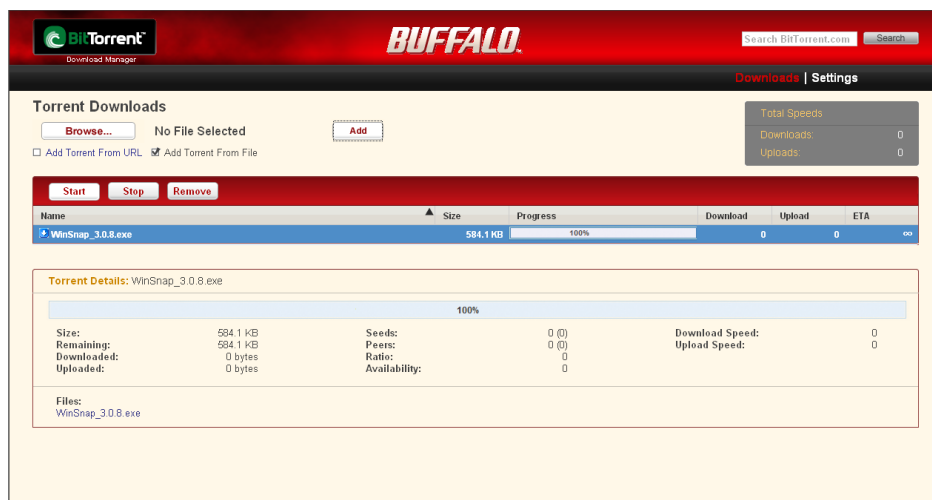 BitTorrent™
Download Manager
BUFFALO™
Search BitTorrent.com Search
Downloads | Settings
Torrent Downloads
Browse... No File Selected Add
Add Torrent From URL Add Torrent From File
Total Speeds
Downloads: 0
Uploads: 0
Start Stop Remove
Name Size Progress Download Upload ETA
WinSnap_3.0.8.exe 584.1 KB 100% 0 0 ∞
Torrent Details: WinSnap_3.0.8.exe
100%
Size: 584.1 KB Seeds: 0 (0) Download Speed: 0
Remaining: 584.1 KB Peers: 0 (0) Upload Speed: 0
Downloaded: 0 bytes Ratio: 0
Uploaded: 0 bytes Availability: 0
Files:
WinSnap_3.0.8.exe